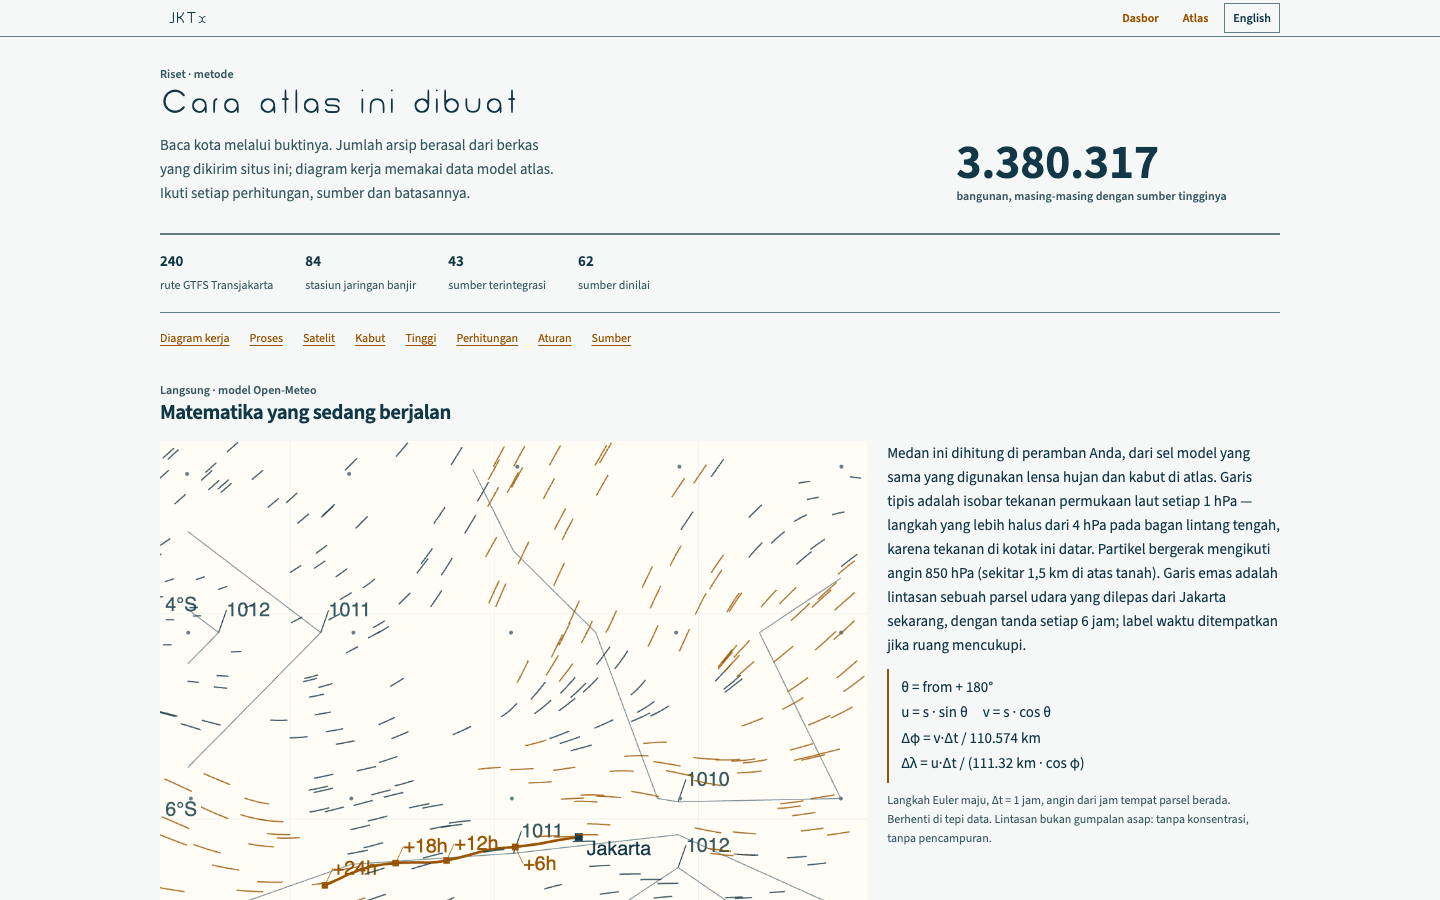 JKTx
Dasbor Atlas English
Riset · metode
Cara atlas ini dibuat
Baca kota melalui buktinya. Jumlah arsip berasal dari berkas
yang dikirim situs ini; diagram kerja memakai data model atlas.
Ikuti setiap perhitungan, sumber dan batasannya.
3.380.317
bangunan, masing-masing dengan sumber tingginya
240 84 43 62
rute GTFS Transjakarta stasiun jaringan banjir sumber terintegrasi sumber dinilai
Diagram kerja Proses Satelit Kabut Tinggi Perhitungan Aturan Sumber
Langsung · model Open-Meteo
Matematika yang sedang berjalan
4°S 1012 1011
1010
6°S
1011
+18h +12h Jakarta 1012
+24h +6h
Medan ini dihitung di peramban Anda, dari sel model yang
sama yang digunakan lensa hujan dan kabut di atlas. Garis
tipis adalah isobar tekanan permukaan laut setiap 1 hPa —
langkah yang lebih halus dari 4 hPa pada bagan lintang tengah,
karena tekanan di kotak ini datar. Partikel bergerak mengikuti
angin 850 hPa (sekitar 1,5 km di atas tanah). Garis emas adalah
lintasan sebuah parsel udara yang dilepas dari Jakarta
sekarang, dengan tanda setiap 6 jam; label waktu ditempatkan
jika ruang mencukupi.
θ = from + 180°
u = s · sin θ v = s · cos θ
Δφ = v·Δt / 110.574 km
Δλ = u·Δt / (111.32 km · cos φ)
Langkah Euler maju, Δt = 1 jam, angin dari jam tempat parsel berada.
Berhenti di tepi data. Lintasan bukan gumpalan asap: tanpa konsentrasi,
tanpa pencampuran.